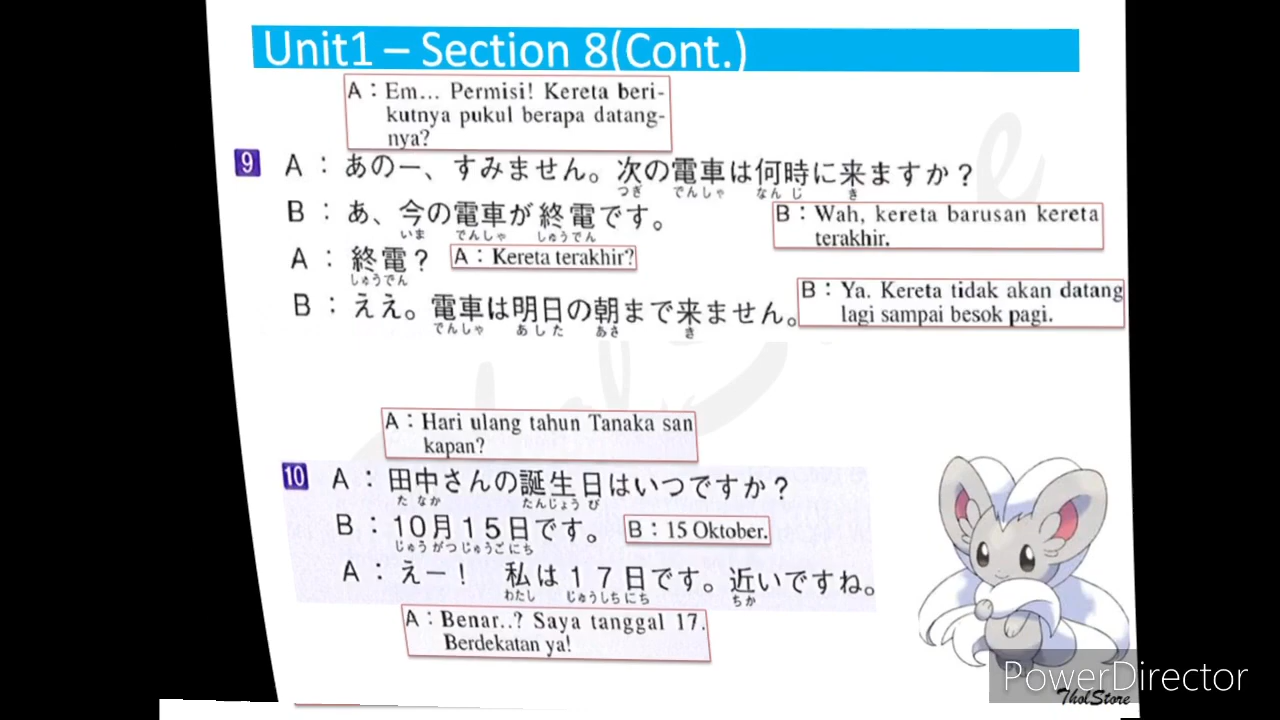 Unit1 – Section 8(Cont.)
A：Em... Permisi! Kereta beri-
kutnya pukul berapa datang-
nya?
9 A：あのー、すみません。次の電車は何時に来ますか？
つぎ でんしゃ なん じ き
B：あ、今の電車が終電です。
いま でんしゃ しゅうでん
B：Wah, kereta barusan kereta
terakhir.
A：終電？
しゅうでん
A：Kereta terakhir?
B：ええ。電車は明日の朝まで来ません。
でんしゃ あした あさ き
B：Ya. Kereta tidak akan datang
lagi sampai besok pagi.
A：Hari ulang tahun Tanaka san
kapan?
10 A：田中さんの誕生日はいつですか？
た なか たんじょう び
B：10月15日です。
じゅう がつ じゅうご にち
B：15 Oktober.
A：えー！ 私は17日です。近いですね。
わたし じゅうしち にち ちか
A：Benar..? Saya tanggal 17.
Berdekatan ya!
PowerDirector
TholStore